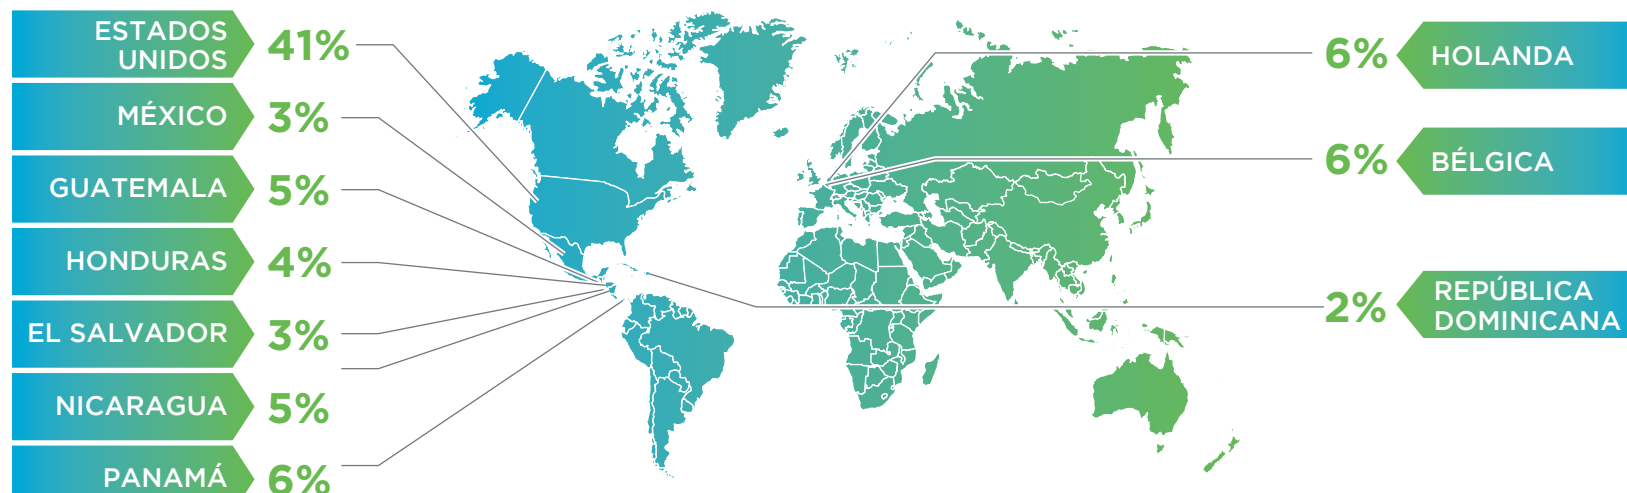 ESTADOS
UNIDOS
41%
MÉXICO
3%
GUATEMALA
5%
HONDURAS
4%
EL SALVADOR
3%
NICARAGUA
5%
PANAMÁ
6%
6%
HOLANDA
6%
BÉLGICA
2%
REPÚBLICA
DOMINICANA